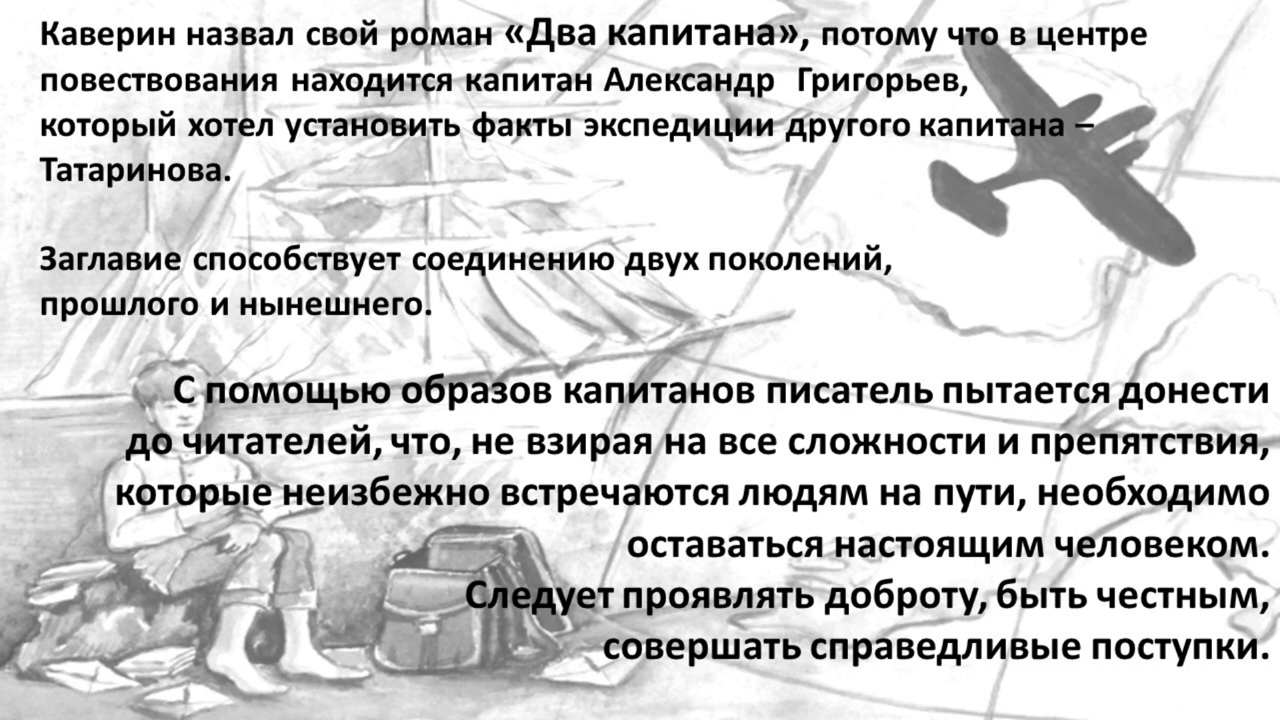 Каверин назвал свой роман «Два капитана», потому что в центре
повествования находится капитан Александр Григорьев,
который хотел установить факты экспедиции другого капитана –
Татаринова.
Заглавие способствует соединению двух поколений,
прошлого и нынешнего.
С помощью образов капитанов писатель пытается донести
до читателей, что, не взирая на все сложности и препятствия,
которые неизбежно встречаются людям на пути, необходимо
оставаться настоящим человеком.
Следует проявлять доброту, быть честным,
совершать справедливые поступки.